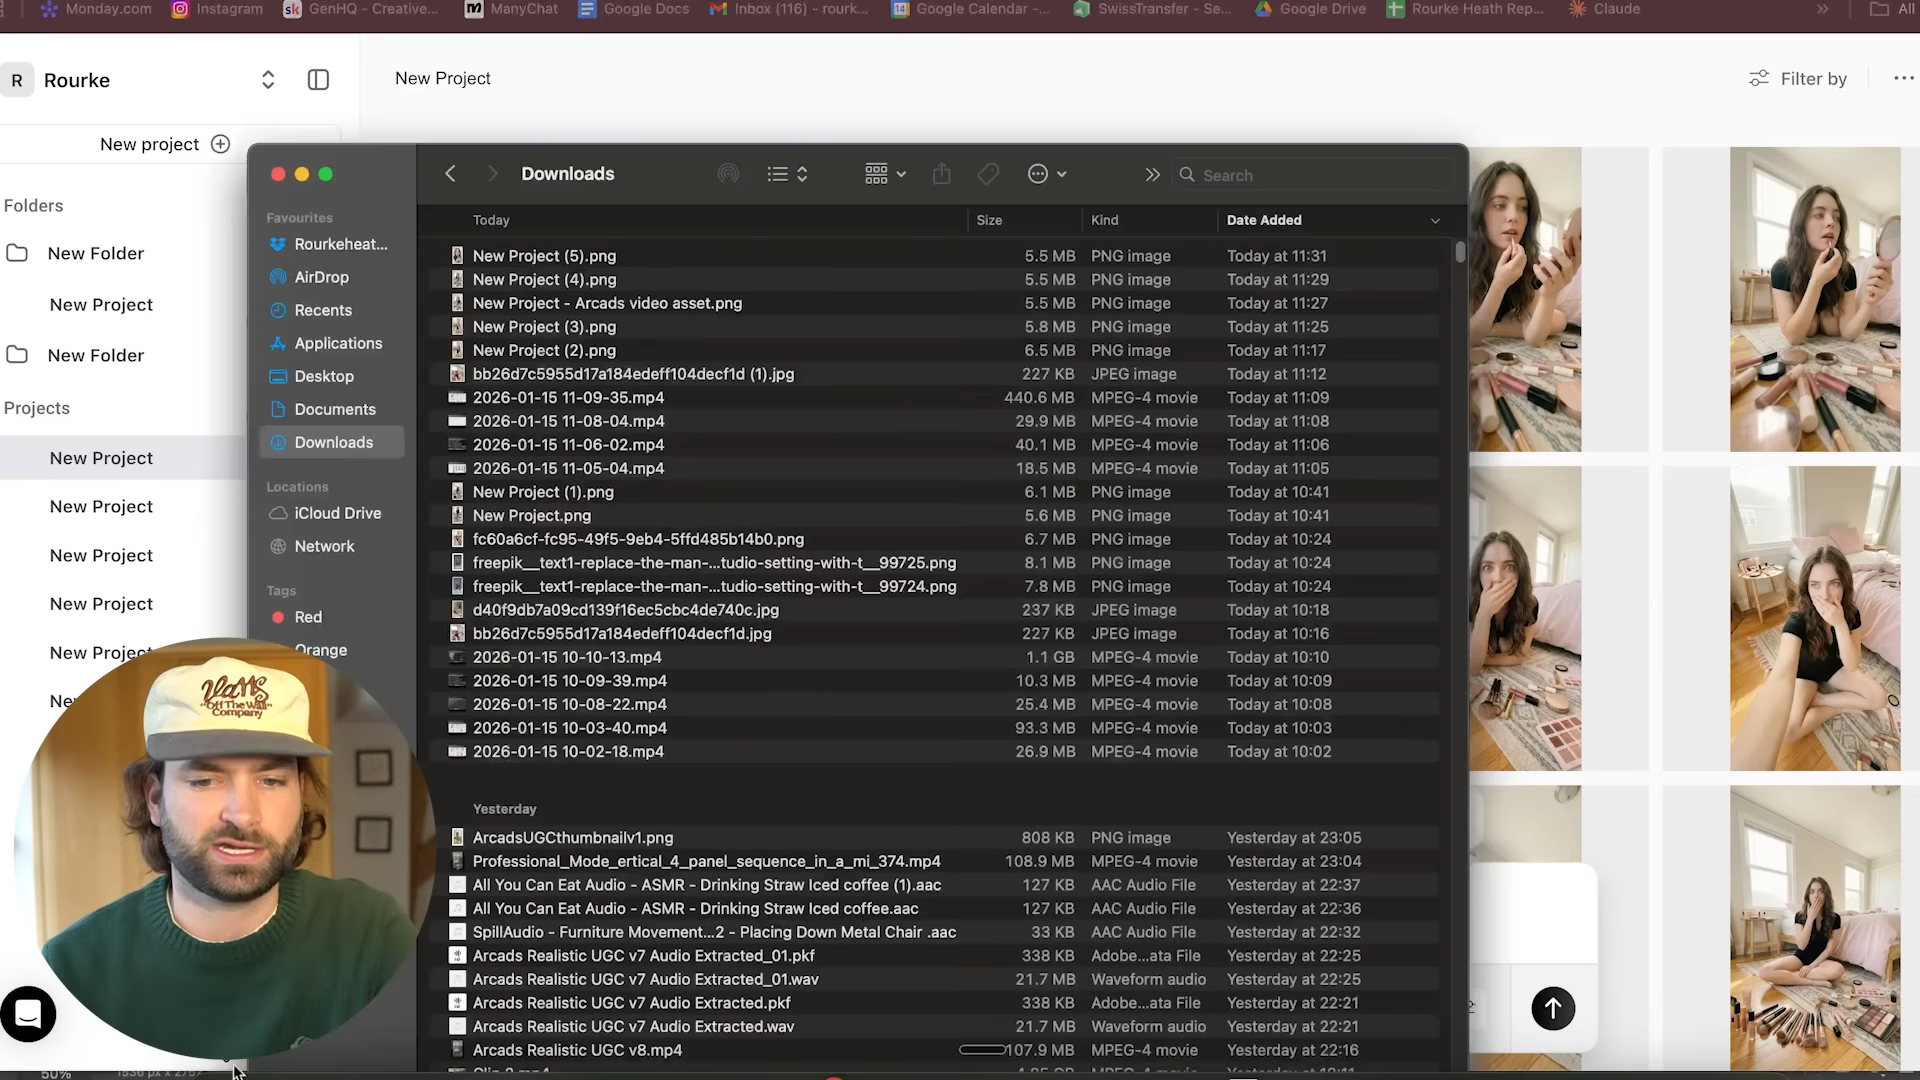 Monday.com Instagram GenHQ - Creative... ManyChat Google Docs Inbox (116) - rourk... Google Calendar -... SwissTransfer - Se... Google Drive Rourke Heath Rep... Claude » All
R Rourke
New Project
Filter by
New project
Folders
New Folder
New Project
New Folder
Projects
New Project
New Project
New Project
New Project
New Projec
Downloads
Search
Favourites
Rourkeheat...
AirDrop
Recents
Applications
Desktop
Documents
Downloads
Locations
iCloud Drive
Network
Tags
Red
Orange
Today Size Kind Date Added
New Project (5).png 5.5 MB PNG image Today at 11:31
New Project (4).png 5.5 MB PNG image Today at 11:29
New Project - Arcads video asset.png 5.5 MB PNG image Today at 11:27
New Project (3).png 5.8 MB PNG image Today at 11:25
New Project (2).png 6.5 MB PNG image Today at 11:17
bb26d7c5955d17a184edeff104decf1d (1).jpg 227 KB JPEG image Today at 11:12
2026-01-15 11-09-35.mp4 440.6 MB MPEG-4 movie Today at 11:09
2026-01-15 11-08-04.mp4 29.9 MB MPEG-4 movie Today at 11:08
2026-01-15 11-06-02.mp4 40.1 MB MPEG-4 movie Today at 11:06
2026-01-15 11-05-04.mp4 18.5 MB MPEG-4 movie Today at 11:05
New Project (1).png 6.1 MB PNG image Today at 10:41
New Project.png 5.6 MB PNG image Today at 10:41
fc60a6cf-fc95-49f5-9eb4-5ffd485b14b0.png 6.7 MB PNG image Today at 10:24
freepik__text1-replace-the-man-...tudio-setting-with-t__99725.png 8.1 MB PNG image Today at 10:24
freepik__text1-replace-the-man-...tudio-setting-with-t__99724.png 7.8 MB PNG image Today at 10:24
d40f9db7a09cd139f16ec5cbc4de740c.jpg 237 KB JPEG image Today at 10:18
bb26d7c5955d17a184edeff104decf1d.jpg 227 KB JPEG image Today at 10:16
2026-01-15 10-10-13.mp4 1.1 GB MPEG-4 movie Today at 10:10
2026-01-15 10-09-39.mp4 10.3 MB MPEG-4 movie Today at 10:09
2026-01-15 10-08-22.mp4 25.4 MB MPEG-4 movie Today at 10:08
2026-01-15 10-03-40.mp4 93.3 MB MPEG-4 movie Today at 10:03
2026-01-15 10-02-18.mp4 26.9 MB MPEG-4 movie Today at 10:02
Yesterday
ArcadsUGCthumbnailv1.png 808 KB PNG image Yesterday at 23:05
Professional_Mode_ertical_4_panel_sequence_in_a_mi_374.mp4 108.9 MB MPEG-4 movie Yesterday at 23:04
All You Can Eat Audio - ASMR - Drinking Straw Iced coffee (1).aac 127 KB AAC Audio File Yesterday at 22:37
All You Can Eat Audio - ASMR - Drinking Straw Iced coffee.aac 127 KB AAC Audio File Yesterday at 22:36
SpillAudio - Furniture Movement...2 - Placing Down Metal Chair .aac 33 KB AAC Audio File Yesterday at 22:32
Arcads Realistic UGC v7 Audio Extracted_01.pkf 338 KB Adobe...ata File Yesterday at 22:25
Arcads Realistic UGC v7 Audio Extracted_01.wav 21.7 MB Waveform audio Yesterday at 22:25
Arcads Realistic UGC v7 Audio Extracted.pkf 338 KB Adobe...ata File Yesterday at 22:21
Arcads Realistic UGC v7 Audio Extracted.wav 21.7 MB Waveform audio Yesterday at 22:21
Arcads Realistic UGC v8.mp4 107.9 MB MPEG-4 movie Yesterday at 22:16
Vans
"Off The Wall"
Company
50%